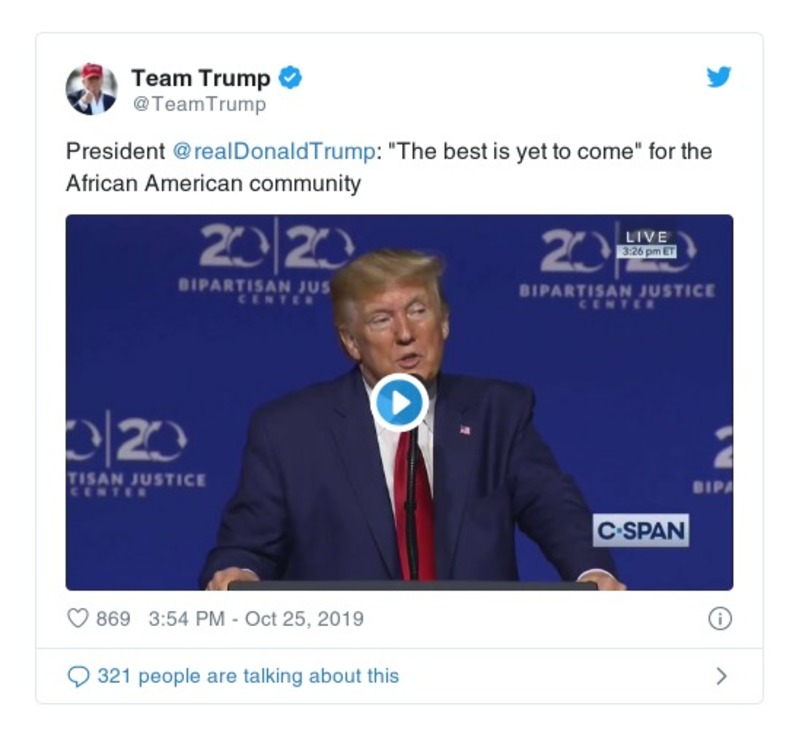 Team Trump
@TeamTrump
President @realDonaldTrump: "The best is yet to come" for the
African American community
20|20
BIPARTISAN JUS
CENTER
LIVE
3:26 pm ET
20|20
BIPARTISAN JUSTICE
CENTER
20
TISAN JUSTICE
CENTER
2
BIPA
C-SPAN
869 3:54 PM - Oct 25, 2019
321 people are talking about this